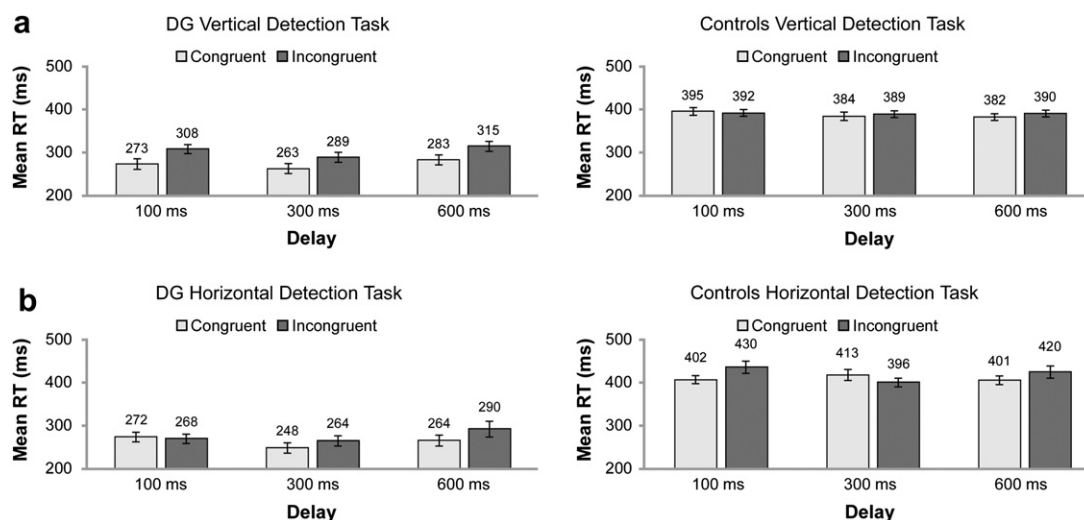 a
DG Vertical Detection Task
Congruent Incongruent
Mean RT (ms)
500
400
300
200
273 308 263 289 283 315
100 ms 300 ms 600 ms
Delay
Controls Vertical Detection Task
Congruent Incongruent
Mean RT (ms)
500
400
300
200
395 392 384 389 382 390
100 ms 300 ms 600 ms
Delay
b
DG Horizontal Detection Task
Congruent Incongruent
Mean RT (ms)
500
400
300
200
272 268 248 264 264 290
100 ms 300 ms 600 ms
Delay
Controls Horizontal Detection Task
Congruent Incongruent
Mean RT (ms)
500
400
300
200
402 430 413 396 401 420
100 ms 300 ms 600 ms
Delay